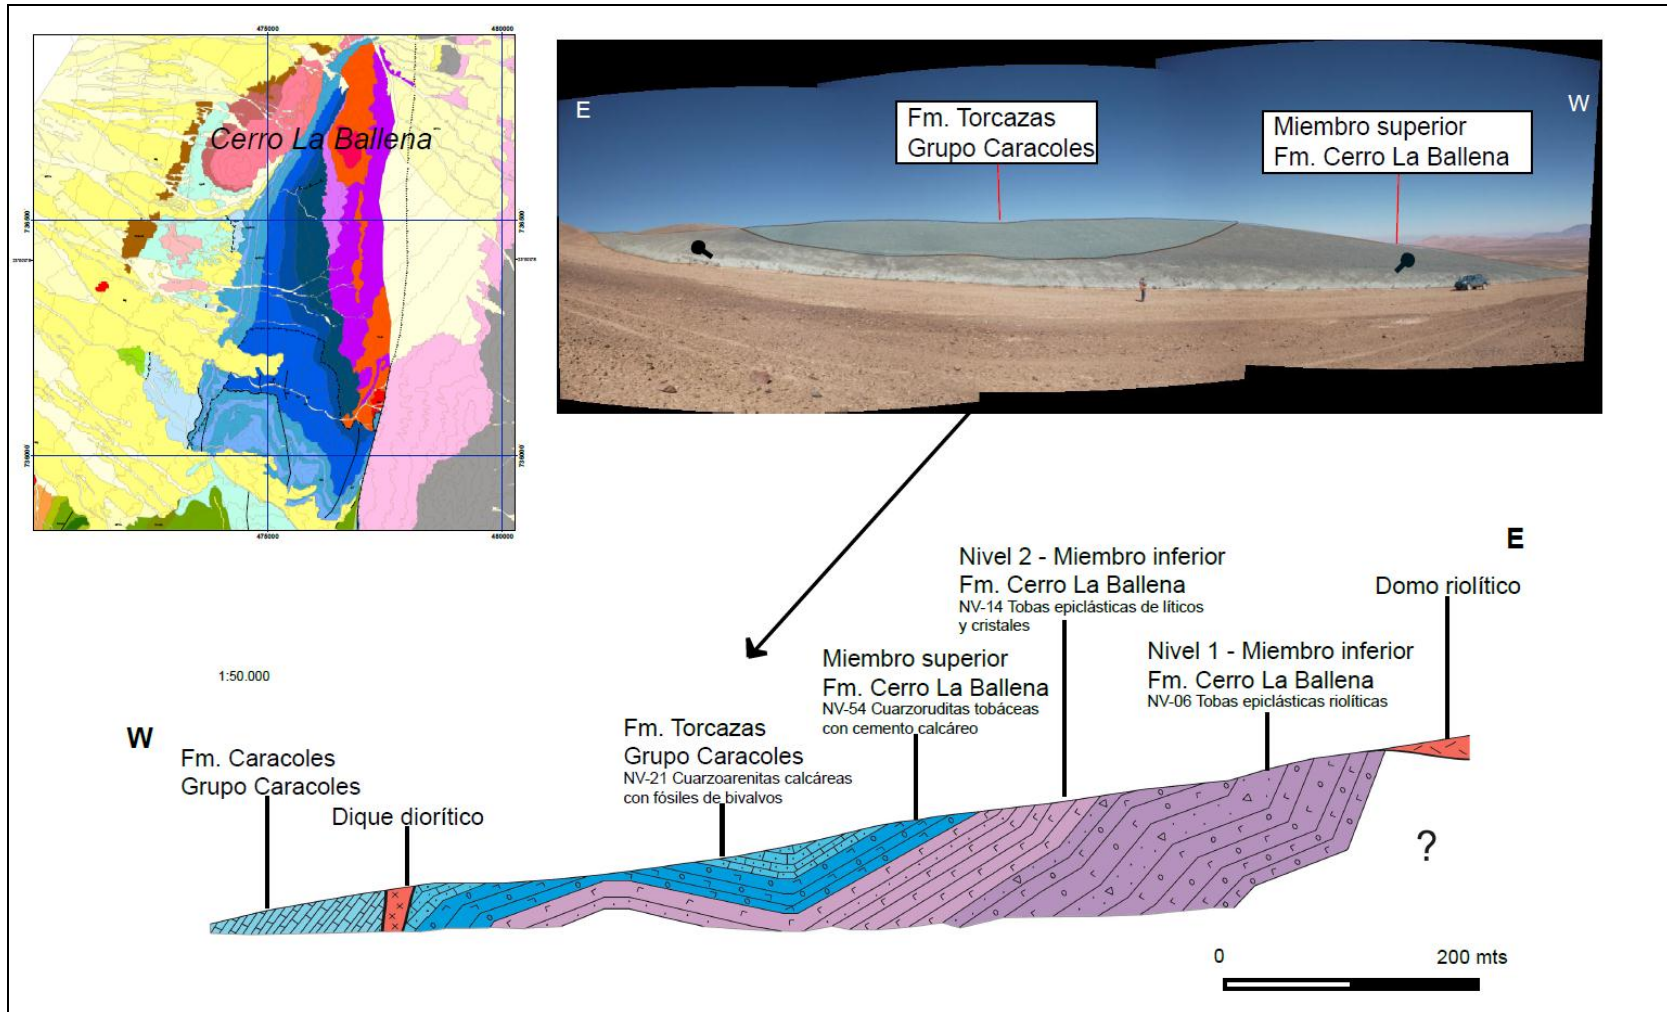 475000
480000
Cerro La Ballena
475000
480000
E
W
Fm. Torcazas
Grupo Caracoles
Miembro superior
Fm. Cerro La Ballena
E
Nivel 2 - Miembro inferior
Fm. Cerro La Ballena
NV-14 Tobas epiclásticas de líticos
y cristales
Domo riolítico
Nivel 1 - Miembro inferior
Fm. Cerro La Ballena
NV-06 Tobas epiclásticas riolíticas
Miembro superior
Fm. Cerro La Ballena
NV-54 Cuarzoruditas tobáceas
con cemento calcáreo
1:50.000
Fm. Torcazas
Grupo Caracoles
NV-21 Cuarzoarenitas calcáreas
con fósiles de bivalvos
W
Fm. Caracoles
Grupo Caracoles
Dique diorítico
?
0
200 mts